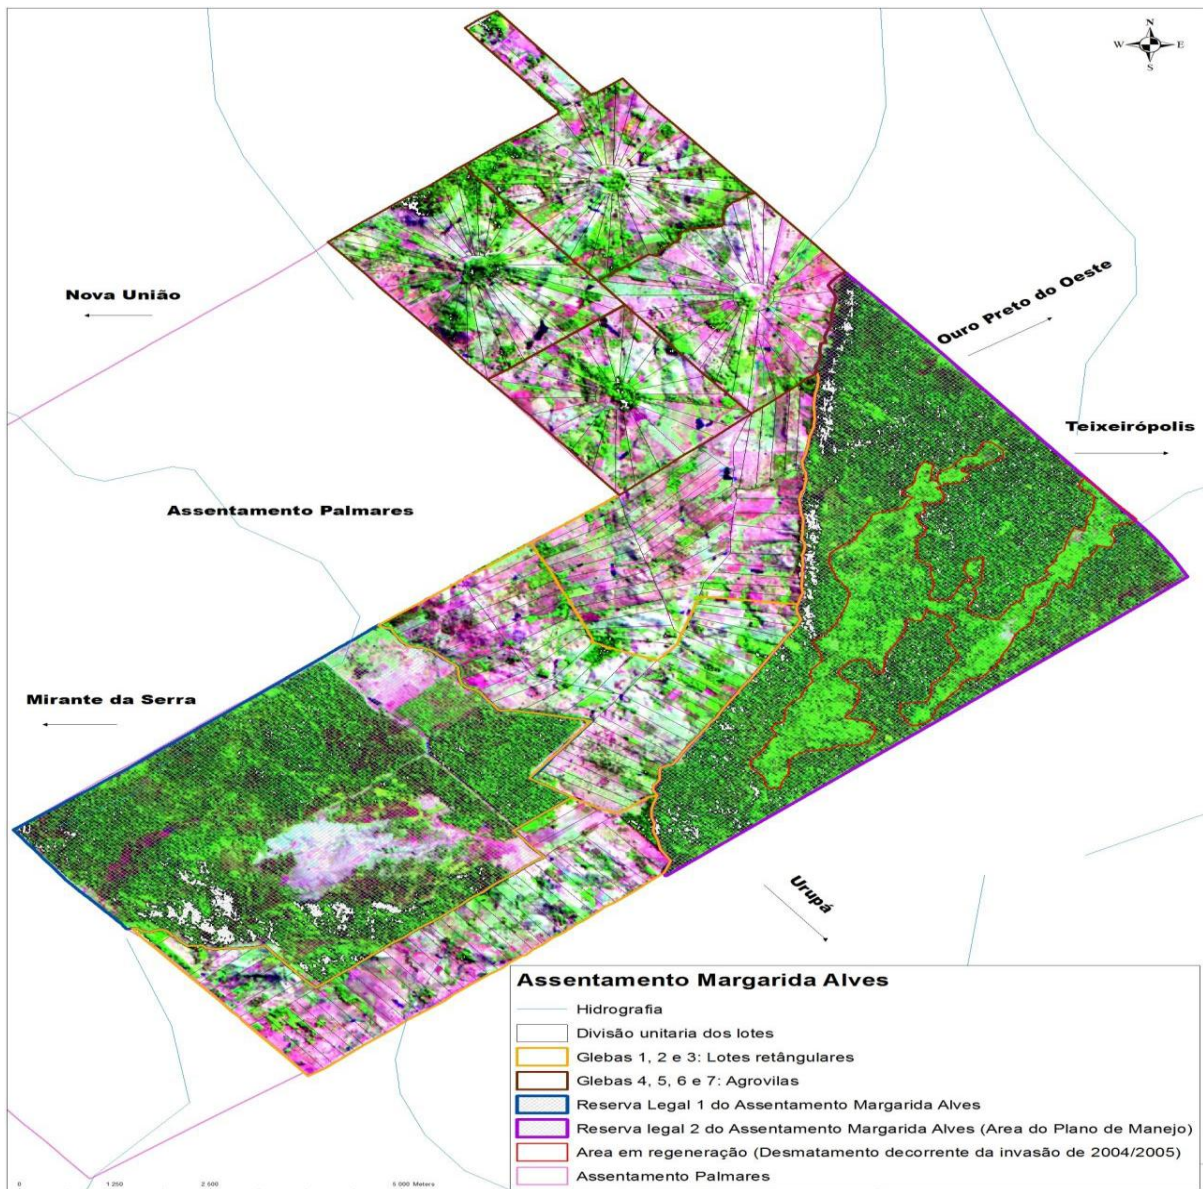 N
W E
S
Nova União
Ouro Preto do Oeste
Teixeirópolis
Assentamento Palmares
Mirante da Serra
Urupá
Assentamento Margarida Alves
Hidrografia
Divisão unitaria dos lotes
Glebas 1, 2 e 3: Lotes retângulares
Glebas 4, 5, 6 e 7: Agrovilas
Reserva Legal 1 do Assentamento Margarida Alves
Reserva legal 2 do Assentamento Margarida Alves (Area do Plano de Manejo)
Area em regeneração (Desmatamento decorrente da invasão de 2004/2005)
Assentamento Palmares
0 1 250 2 500 5 000 Meters